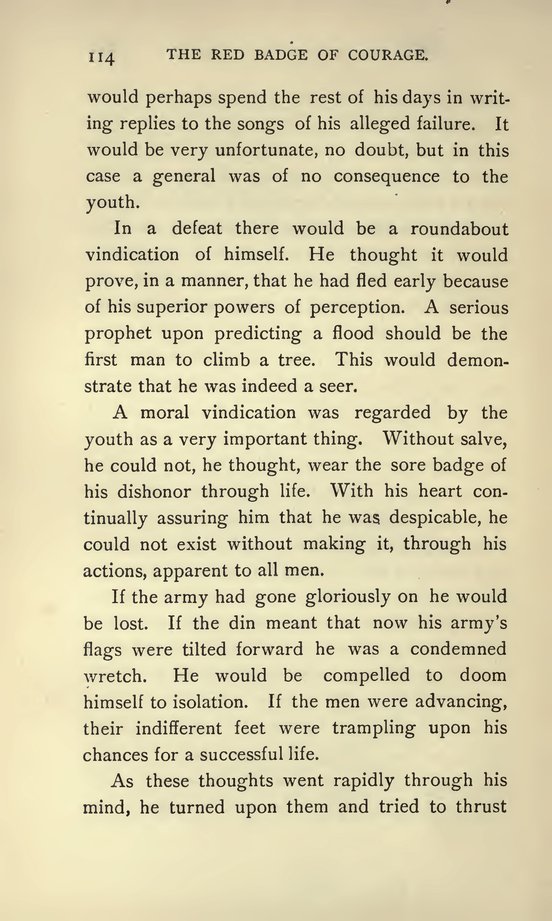 114 THE RED BADGE OF COURAGE.
would perhaps spend the rest of his days in writ-
ing replies to the songs of his alleged failure. It
would be very unfortunate, no doubt, but in this
case a general was of no consequence to the
youth.
In a defeat there would be a roundabout
vindication of himself. He thought it would
prove, in a manner, that he had fled early because
of his superior powers of perception. A serious
prophet upon predicting a flood should be the
first man to climb a tree. This would demon-
strate that he was indeed a seer.
A moral vindication was regarded by the
youth as a very important thing. Without salve,
he could not, he thought, wear the sore badge of
his dishonor through life. With his heart con-
tinually assuring him that he was despicable, he
could not exist without making it, through his
actions, apparent to all men.
If the army had gone gloriously on he would
be lost. If the din meant that now his army's
flags were tilted forward he was a condemned
wretch. He would be compelled to doom
himself to isolation. If the men were advancing,
their indifferent feet were trampling upon his
chances for a successful life.
As these thoughts went rapidly through his
mind, he turned upon them and tried to thrust